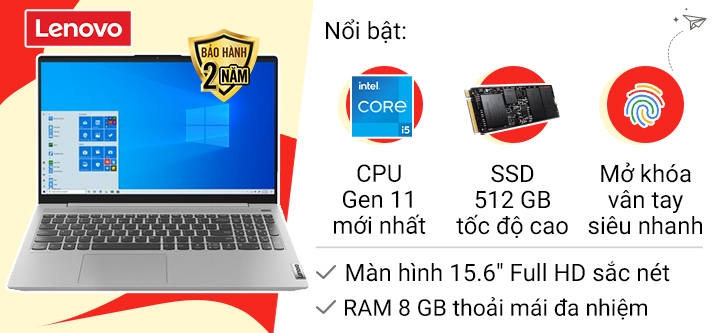 Lenovo
BẢO HÀNH
2 NĂM
Nổi bật:
intel.
CORE
i5
CPU
Gen 11
mới nhất
SSD
512 GB
tốc độ cao
Mở khóa
vân tay
siêu nhanh
Màn hình 15.6" Full HD sắc nét
RAM 8 GB thoải mái đa nhiệm